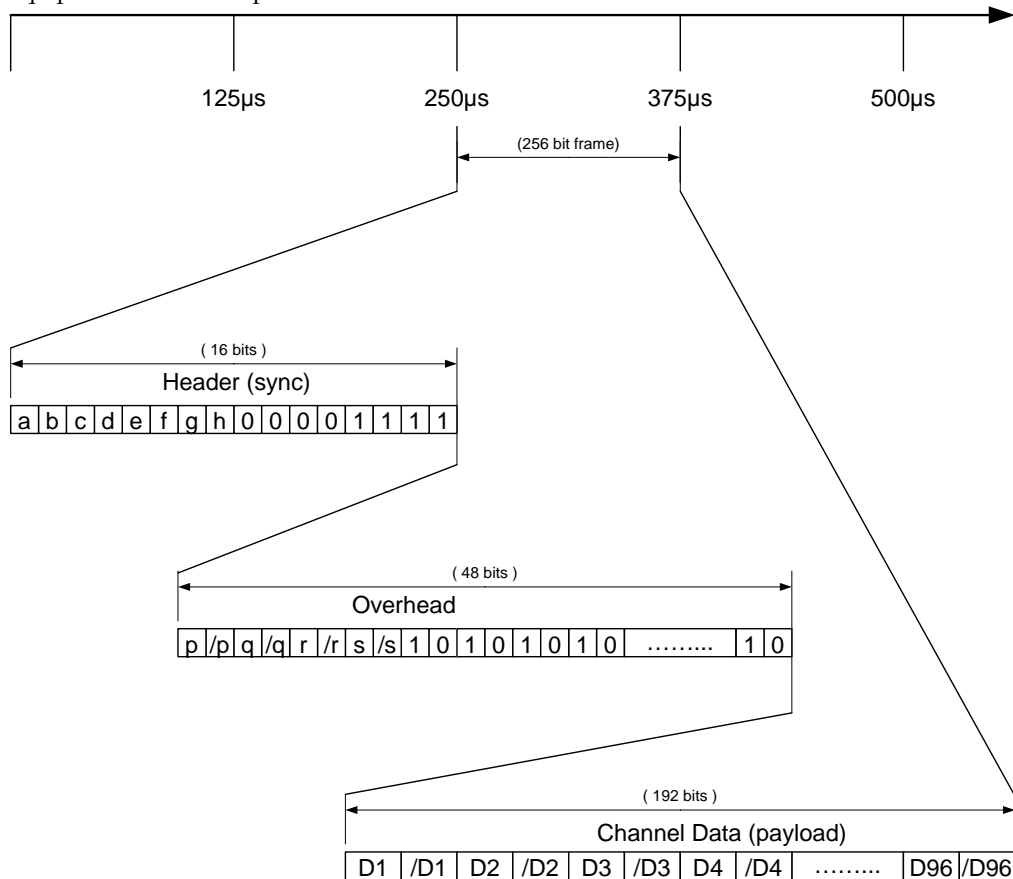 125µs 250µs 375µs 500µs
(256 bit frame)
( 16 bits )
Header (sync)
a b c d e f g h 0 0 0 0 1 1 1 1
( 48 bits )
Overhead
p /p q /q r /r s /s 1 0 1 0 1 0 1 0 ……... 1 0
( 192 bits )
Channel Data (payload)
D1 /D1 D2 /D2 D3 /D3 D4 /D4 ……... D96 /D96